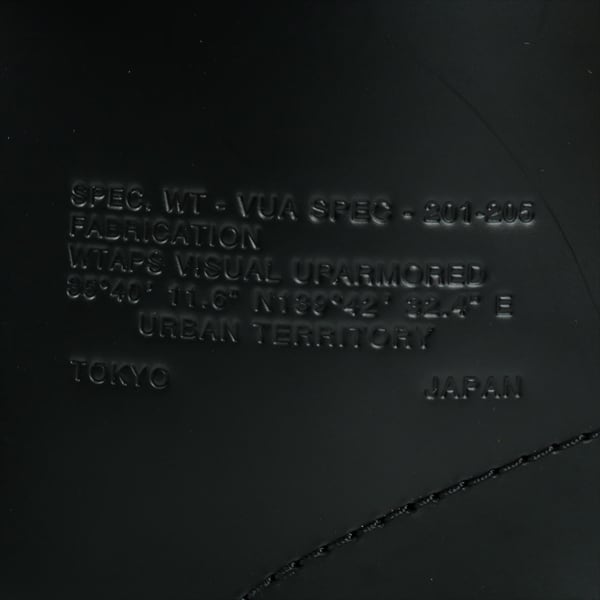 SPEC. WT - VUA SPEC - 201-205
FABRICATION
WTAPS VISUAL UPARMORED
35°40' 11.6" N139°42' 32.4" E
URBAN TERRITORY
TOKYO JAPAN